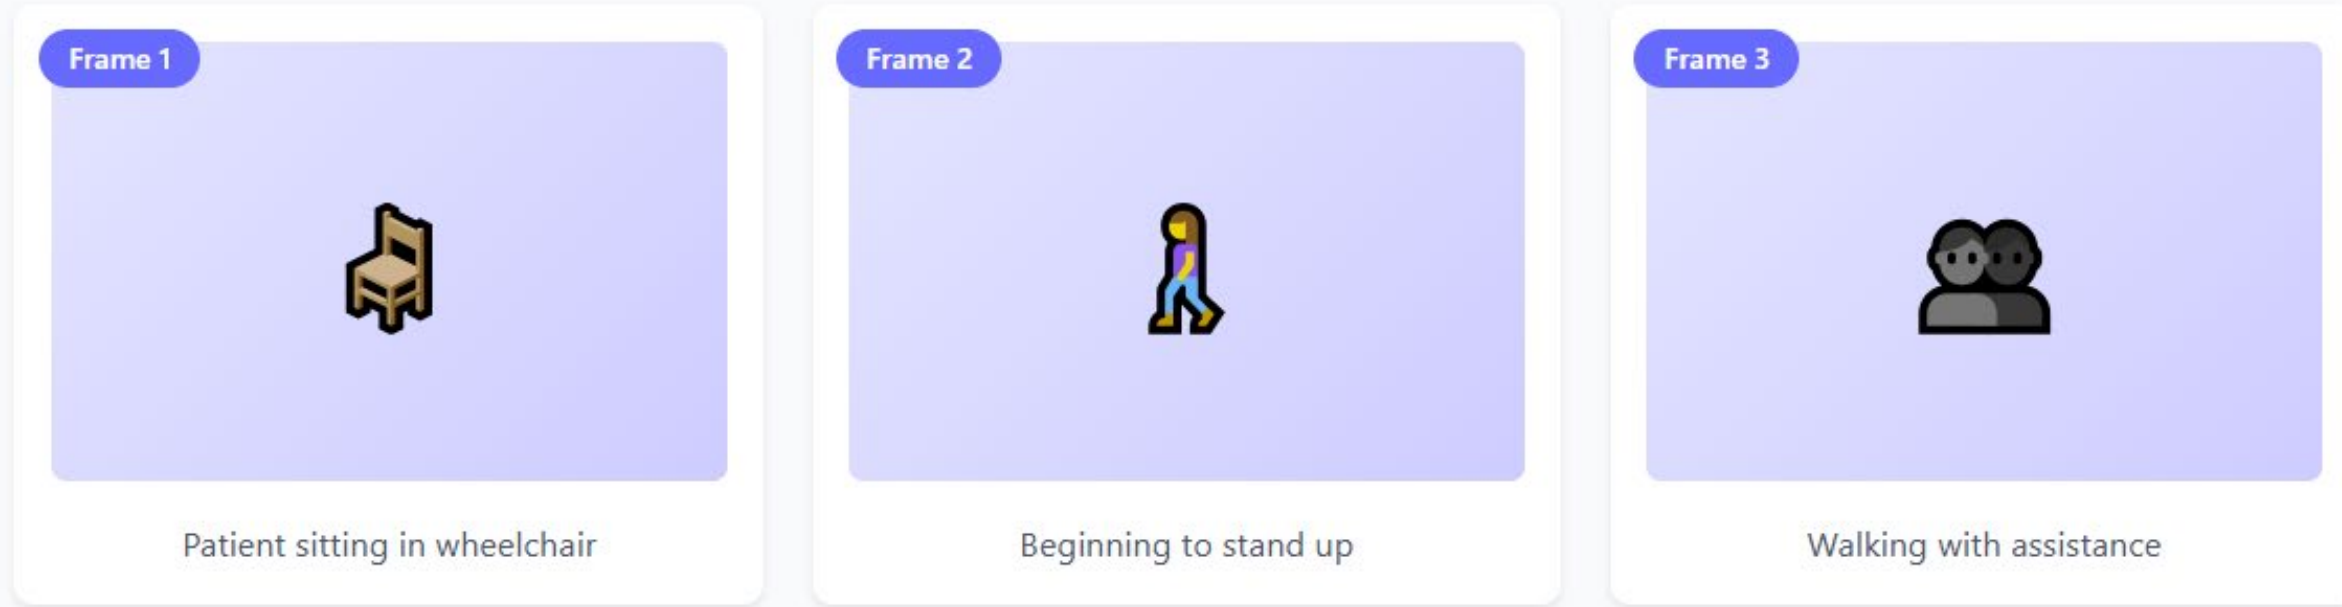 Frame 1
Frame 2
Frame 3
Patient sitting in wheelchair
Beginning to stand up
Walking with assistance